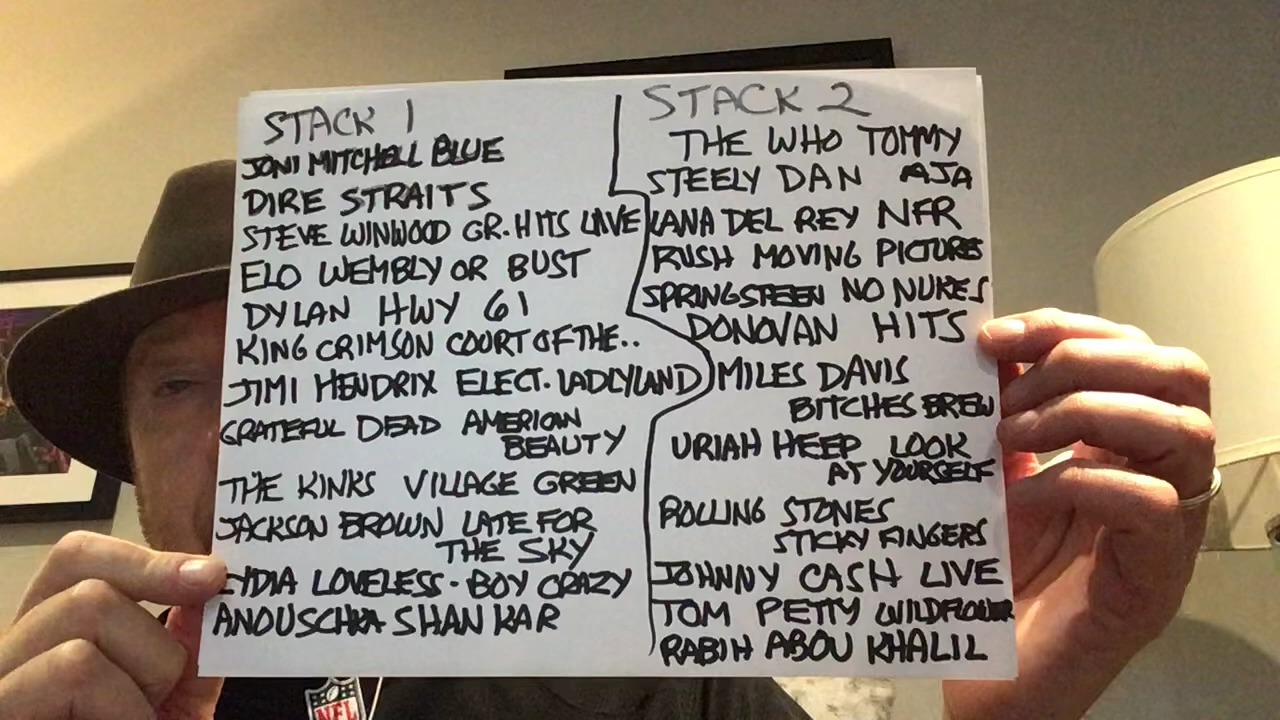 STACK 1
JONI MITCHELL BLUE
DIRE STRAITS
STEVE WINWOOD GR. HITS LIVE
ELO WEMBLY OR BUST
DYLAN HWY 61
KING CRIMSON COURT OF THE..
JIMI HENDRIX ELECT. LADLYLAND
GRATEFUL DEAD AMERICAN
BEAUTY
THE KINKS VILLAGE GREEN
JACKSON BROWN LATE FOR
THE SKY
LYDIA LOVELESS - BOY CRAZY
ANOUSCHKA SHANKAR
STACK 2
THE WHO TOMMY
STEELY DAN AJA
LANA DEL REY NFR
RUSH MOVING PICTURES
SPRINGSTEEN NO NUKES
DONOVAN HITS
MILES DAVIS
BITCHES BREW
URIAH HEEP LOOK
AT YOURSELF
ROLLING STONES
STICKY FINGERS
JOHNNY CASH LIVE
TOM PETTY WILDFLOWER
RABIH ABOU KHALIL
NFL